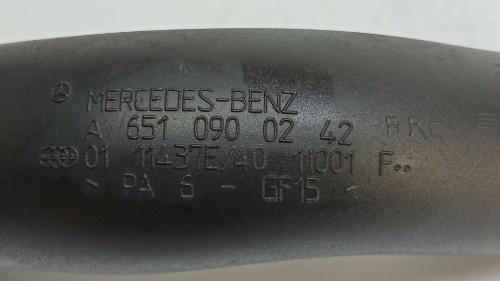 MERCEDES-BENZ
A 651 090 02 42
01 11437E/40 11001 F
> PA 6 - GF15 <